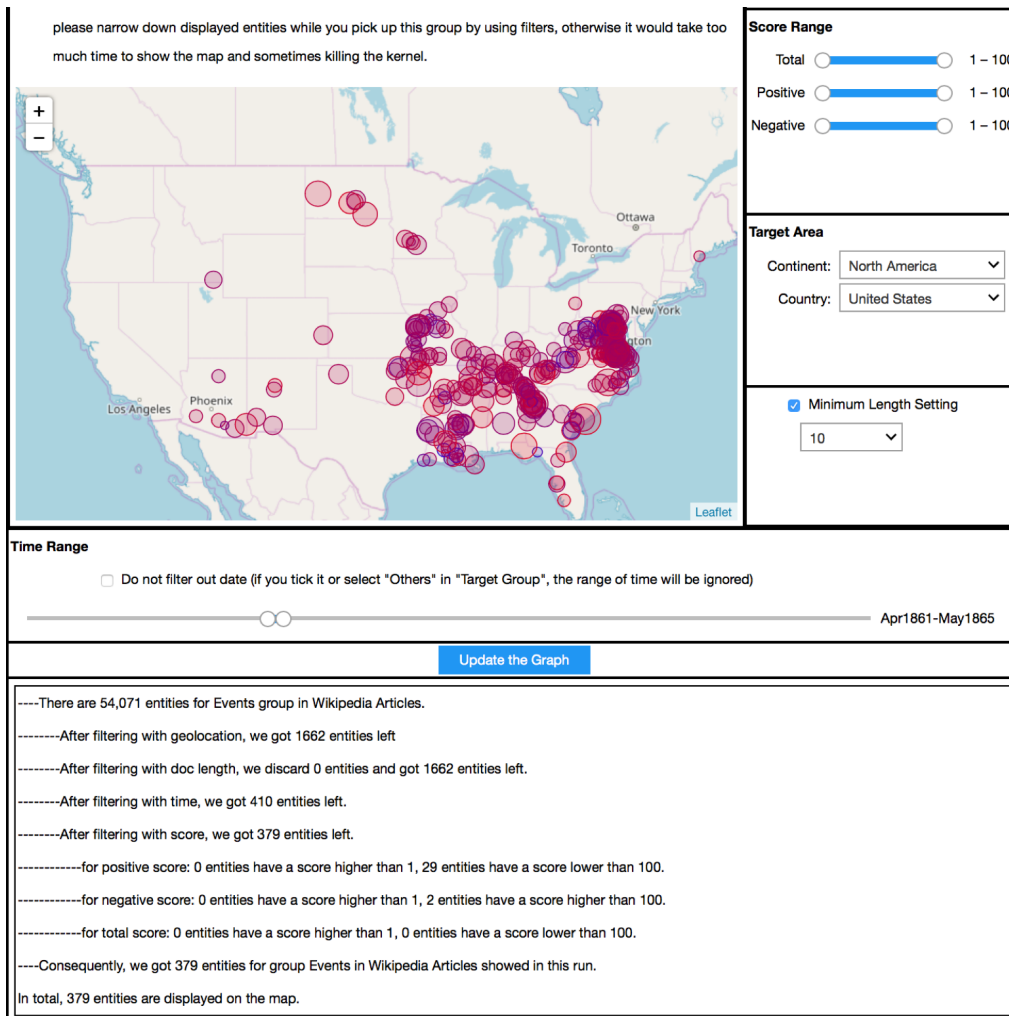 please narrow down displayed entities while you pick up this group by using filters, otherwise it would take too
much time to show the map and sometimes killing the kernel.
+
−
Ottawa
Toronto
New York
gton
Los Angeles
Phoenix
Leaflet
Score Range
Total 1 – 100
Positive 1 – 100
Negative 1 – 100
Target Area
Continent: North America
Country: United States
Minimum Length Setting
10
Time Range
Do not filter out date (if you tick it or select "Others" in "Target Group", the range of time will be ignored)
Apr1861-May1865
Update the Graph
----There are 54,071 entities for Events group in Wikipedia Articles.
--------After filtering with geolocation, we got 1662 entities left
--------After filtering with doc length, we discard 0 entities and got 1662 entities left.
--------After filtering with time, we got 410 entities left.
--------After filtering with score, we got 379 entities left.
------------for positive score: 0 entities have a score higher than 1, 29 entities have a score lower than 100.
------------for negative score: 0 entities have a score higher than 1, 2 entities have a score higher than 100.
------------for total score: 0 entities have a score higher than 1, 0 entities have a score lower than 100.
----Consequently, we got 379 entities for group Events in Wikipedia Articles showed in this run.
In total, 379 entities are displayed on the map.